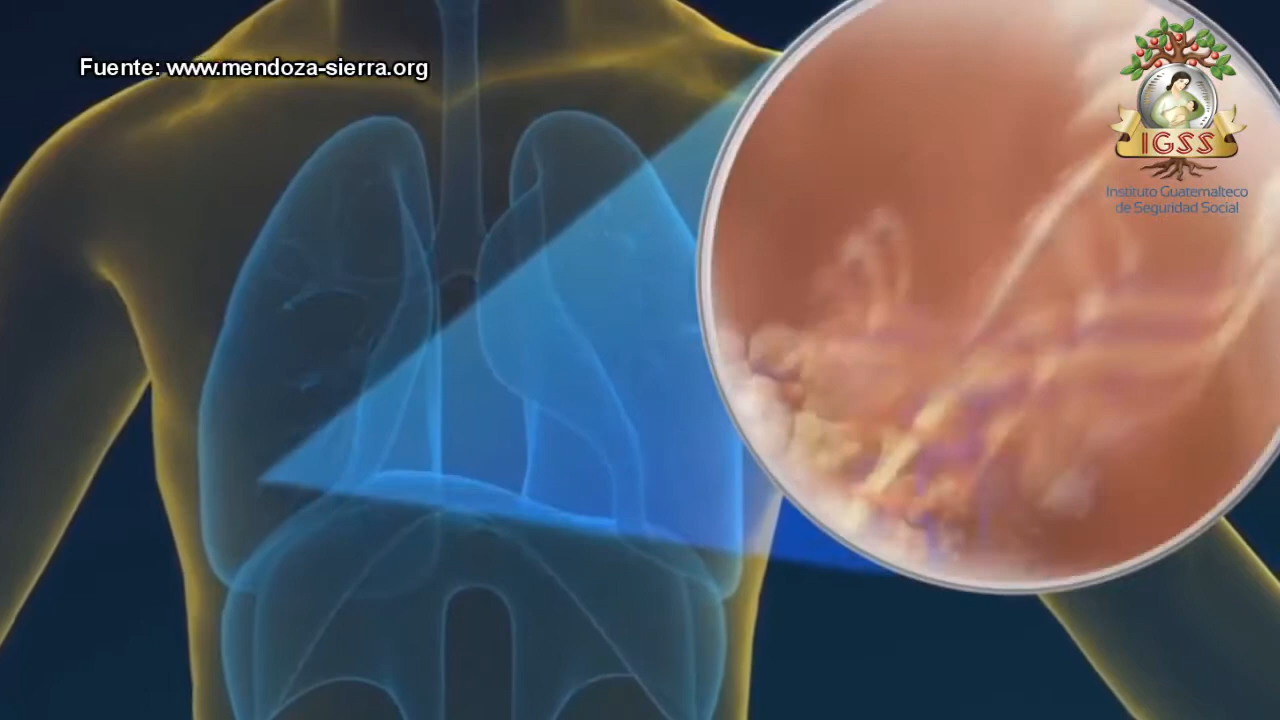 Fuente: www.mendoza-sierra.org
IGSS
Instituto Guatemalteco
de Seguridad Social